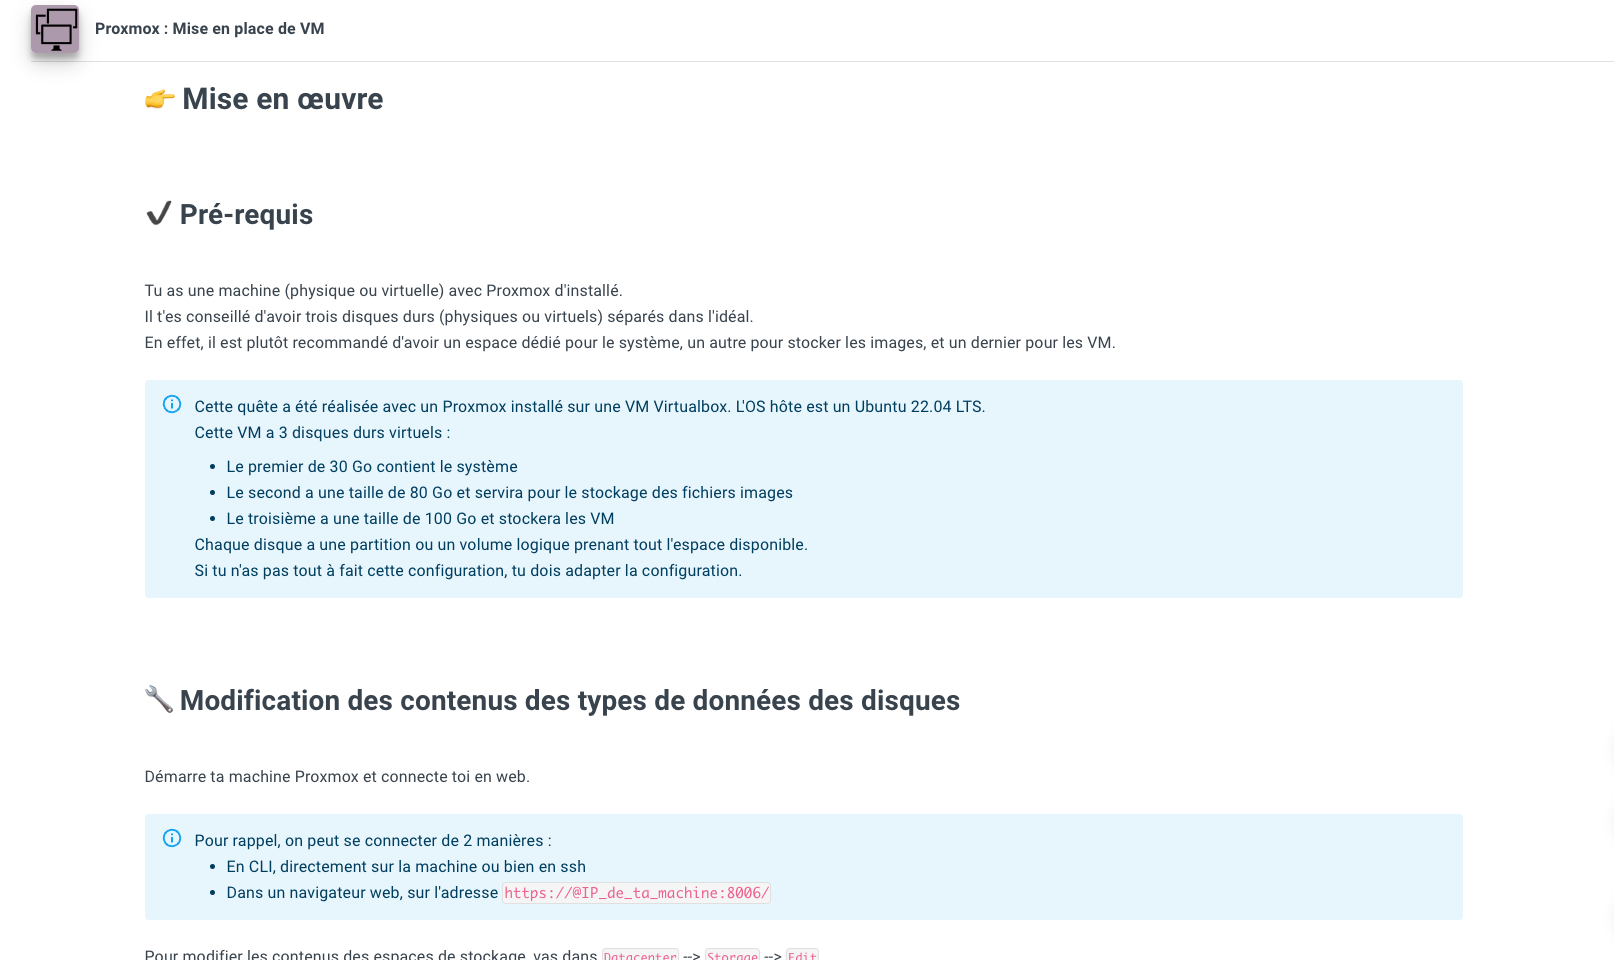 Proxmox : Mise en place de VM
👉 Mise en œuvre
✔ Pré-requis
Tu as une machine (physique ou virtuelle) avec Proxmox d'installé.
Il t'es conseillé d'avoir trois disques durs (physiques ou virtuels) séparés dans l'idéal.
En effet, il est plutôt recommandé d'avoir un espace dédié pour le système, un autre pour stocker les images, et un dernier pour les VM.
Cette quête a été réalisée avec un Proxmox installé sur une VM Virtualbox. L'OS hôte est un Ubuntu 22.04 LTS.
Cette VM a 3 disques durs virtuels :
• Le premier de 30 Go contient le système
• Le second a une taille de 80 Go et servira pour le stockage des fichiers images
• Le troisième a une taille de 100 Go et stockera les VM
Chaque disque a une partition ou un volume logique prenant tout l'espace disponible.
Si tu n'as pas tout à fait cette configuration, tu dois adapter la configuration.
🔧 Modification des contenus des types de données des disques
Démarre ta machine Proxmox et connecte toi en web.
Pour rappel, on peut se connecter de 2 manières :
• En CLI, directement sur la machine ou bien en ssh
• Dans un navigateur web, sur l'adresse https://@IP_de_ta_machine:8006/
Pour modifier les contenus des espaces de stockage, vas dans Datacenter --> Storage --> Edit